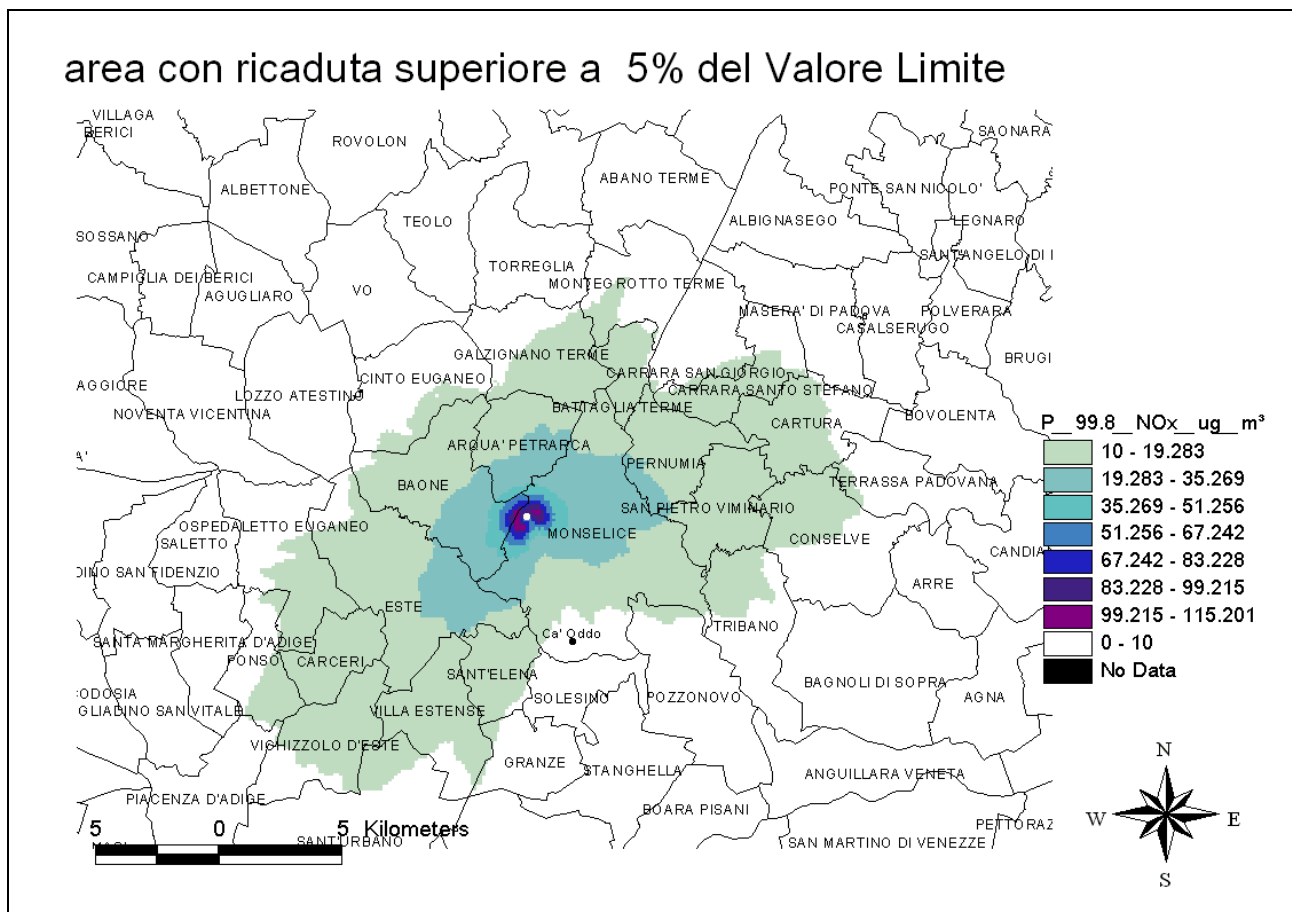 area con ricaduta superiore a 5% del Valore Limite
VILLAGA
BERICI
ROVOLON
SAONARA
ALBETTONE
ABANO TERME
PONTE SAN NICOLO'
TEOLO
ALBIGNASEGO
LEGNARO
SOSSANO
SANT'ANGELO DI
CAMPIGLIA DEI BERICI
TORREGLIA
AGUGLIARO
VO
MONTEGROTTO TERME
MASERA' DI PADOVA
POLVERARA
CASALSERUGO
GALZIGNANO TERME
BRUGI
CARRARA SAN GIORGIO
CINTO EUGANEO
AGGIORE
LOZZO ATESTINO
CARRARA SANTO STEFANO
NOVENTA VICENTINA
BATTAGLIA TERME
BOVOLENTA
CARTURA
ARQUA' PETRARCA
PERNUMIA
BAONE
TERRASSA PADOVANA
SAN PIETRO VIMINARIO
OSPEDALETTO EUGANEO
MONSELICE
CONSELVE
SALETTO
CANDIA
DINO SAN FIDENZIO
ARRE
ESTE
TRIBANO
Ca' Oddo
SANTA MARGHERITA D'ADIGE
PONSO
CARCERI
SANT'ELENA
BAGNOLI DI SOPRA
CODOSIA
SOLESINO
POZZONOVO
AGNA
GLIADINO SAN VITALE
VILLA ESTENSE
VIGHIZZOLO D'ESTE
GRANZE
STANGHELLA
ANGUILLARA VENETA
PIACENZA D'ADIGE
BOARA PISANI
PETTORAZ
SANT'URBANO
SAN MARTINO DI VENEZZE
5 0 5 Kilometers
P__99.8__NOx__ug__m³
10 - 19.283
19.283 - 35.269
35.269 - 51.256
51.256 - 67.242
67.242 - 83.228
83.228 - 99.215
99.215 - 115.201
0 - 10
No Data
N
W E
S